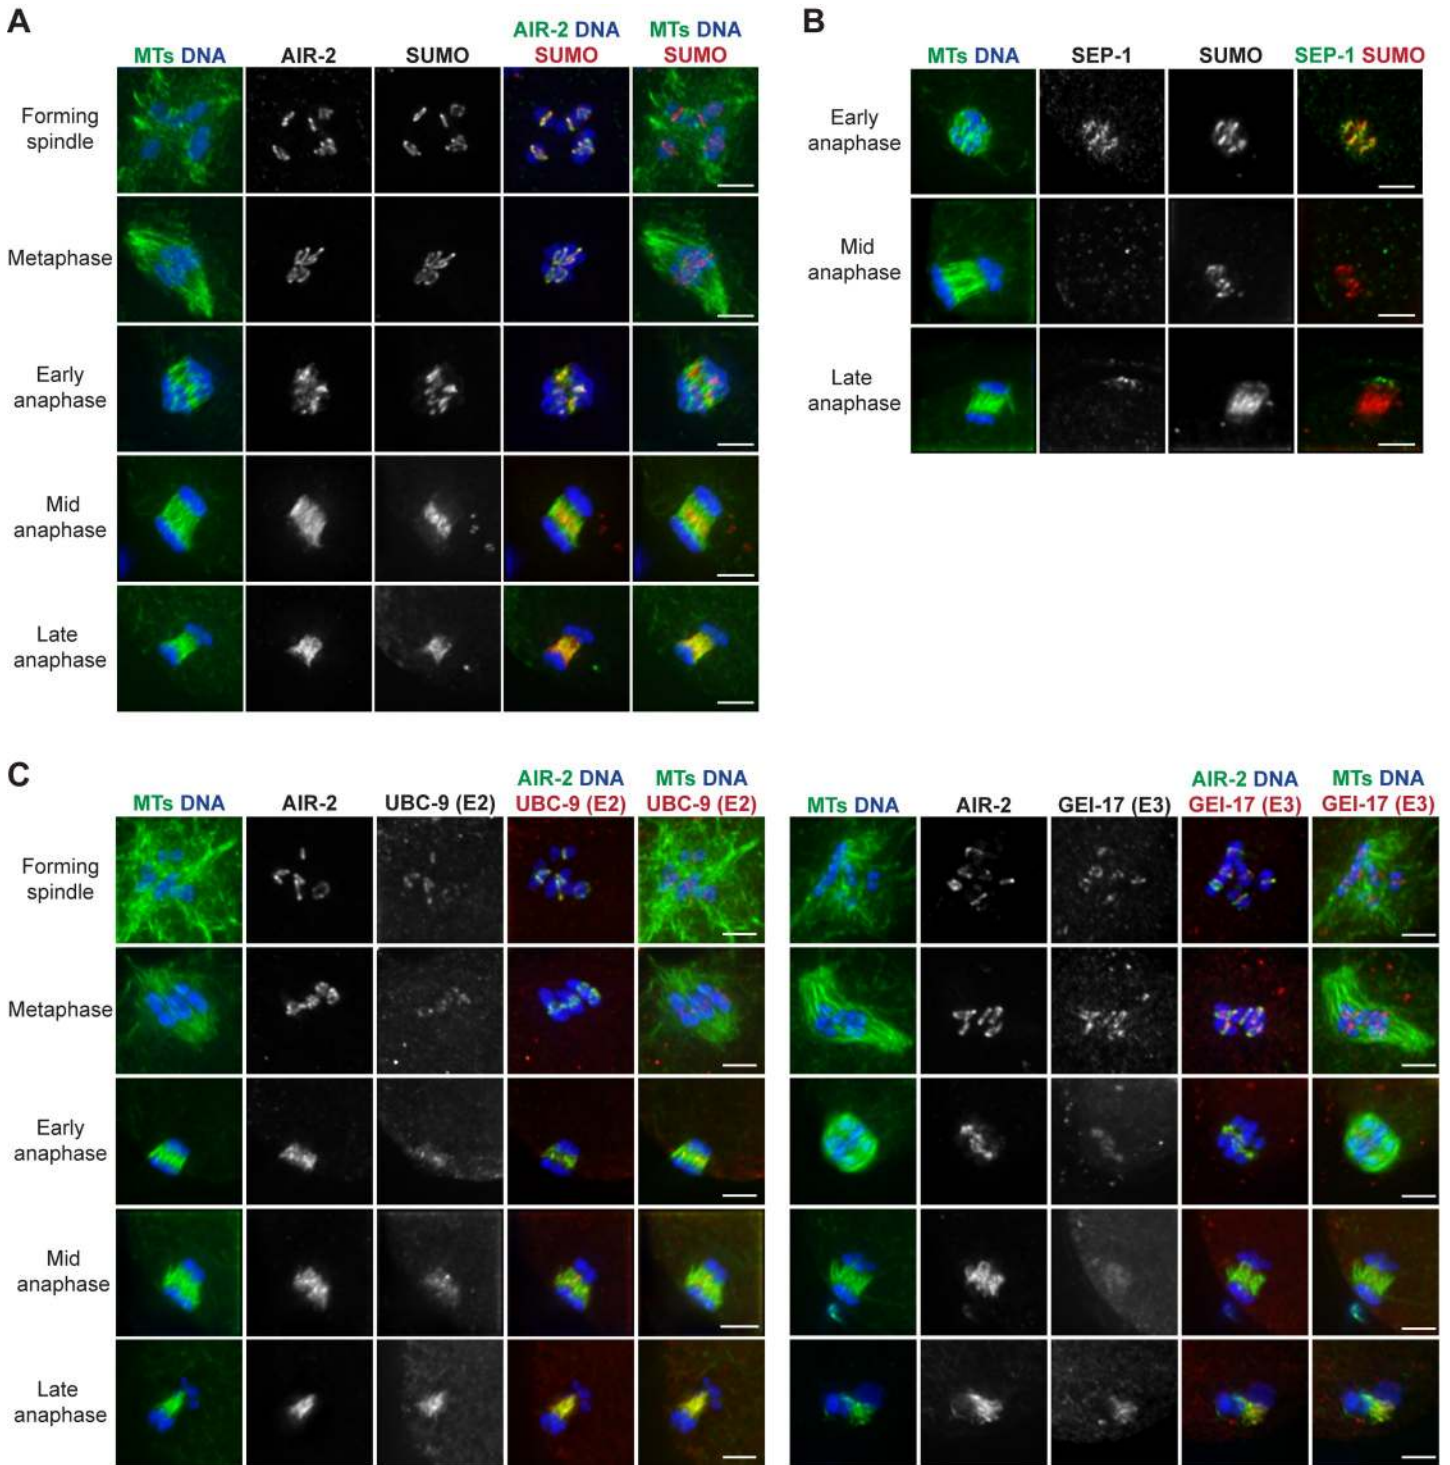 A
AIR-2 DNA MTs DNA
MTs DNA AIR-2 SUMO SUMO SUMO
Forming
spindle
Metaphase
Early
anaphase
Mid
anaphase
Late
anaphase
B
MTs DNA SEP-1 SUMO SEP-1 SUMO
Early
anaphase
Mid
anaphase
Late
anaphase
C
AIR-2 DNA MTs DNA
MTs DNA AIR-2 UBC-9 (E2) UBC-9 (E2) UBC-9 (E2)
Forming
spindle
Metaphase
Early
anaphase
Mid
anaphase
Late
anaphase
AIR-2 DNA MTs DNA
MTs DNA AIR-2 GEI-17 (E3) GEI-17 (E3) GEI-17 (E3)